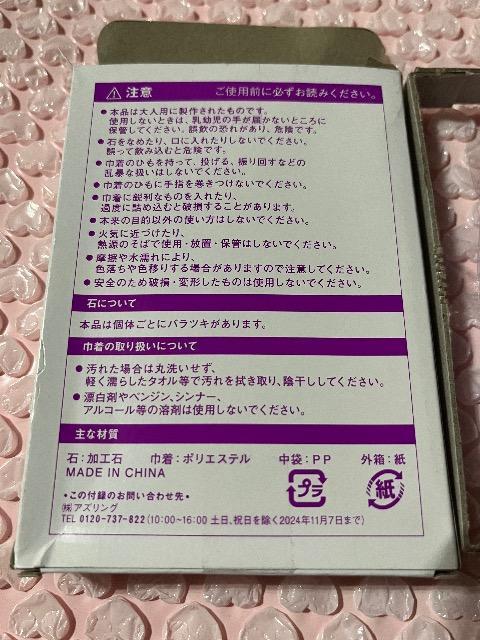 ⚠注意 ご使用前に必ずお読みください。
●本品は大人用に製作されたものです。
使用しないときは、乳幼児の手が届かないところに
保管してください。誤飲の恐れがあり、危険です。
●石をなめたり、口に入れたりしないでください。
誤って飲み込むと危険です。
●巾着のひもを持って、投げる、振り回すなどの
乱暴な扱いはしないでください。
●巾着のひもに手指を巻きつけないでください。
●巾着に鋭利なものを入れたり、
過度に詰め込むと破損することがあります。
●本来の目的以外の使い方はしないでください。
●火気に近づけたり、
熱源のそばで使用・放置・保管はしないでください。
●摩擦や水濡れにより、
色落ちや色移りする場合がありますので注意してください。
●安全のため破損・変形したものは使用しないでください。
石について
本品は個体ごとにバラツキがあります。
巾着の取り扱いについて
●汚れた場合は丸洗いせず、
軽く濡らしたタオル等で汚れを拭き取り、陰干ししてください。
●漂白剤やベンジン、シンナー、
アルコール等の溶剤は使用しないでください。
主な材質
石:加工石 巾着:ポリエステル 中袋:PP 外箱:紙
MADE IN CHINA
プラ 紙
・この付録のお問い合わせ先・
㈱アズリング
TEL 0120-737-822(10:00~16:00 土日、祝日を除く2024年11月7日まで)